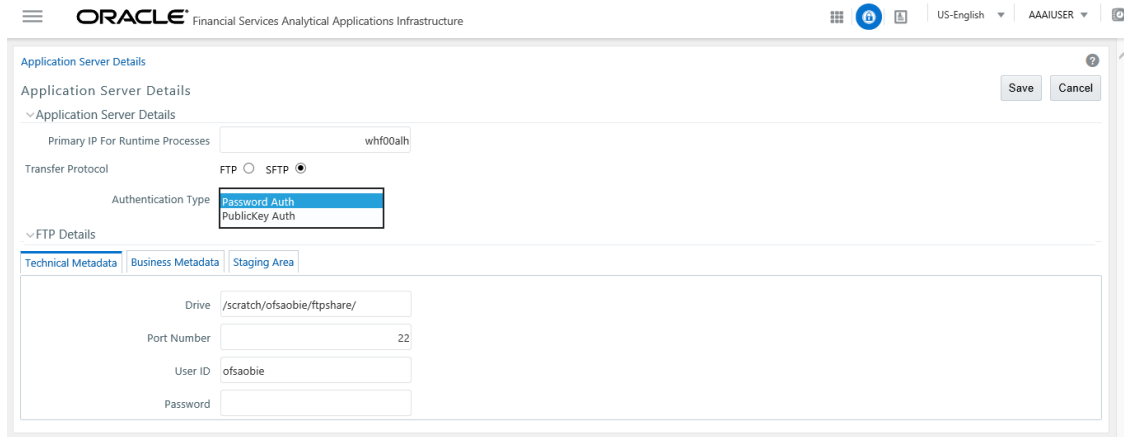 ORACLE® Financial Services Analytical Applications Infrastructure US-English AAAIUSER
Application Server Details
Application Server Details Save Cancel
Application Server Details
Primary IP For Runtime Processes whf00alh
Transfer Protocol FTP SFTP
Authentication Type Password Auth
PublicKey Auth
FTP Details
Technical Metadata Business Metadata Staging Area
Drive /scratch/ofsaobie/ftpshare/
Port Number 22
User ID ofsaobie
Password